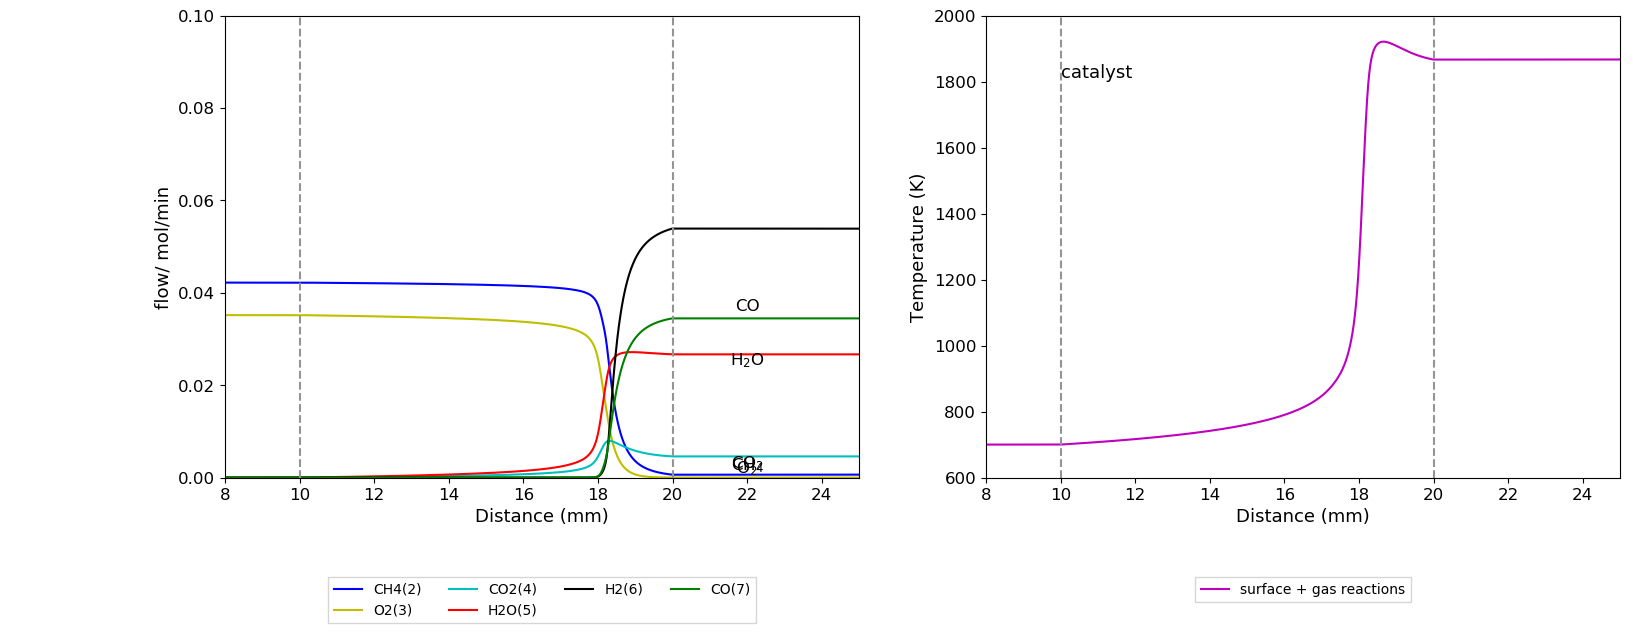 0.10
0.08
0.06
0.04
0.02
0.00
flow/ mol/min
CO
H₂O
CO₂
CH₄
O₂
8 10 12 14 16 18 20 22 24
Distance (mm)
CH4(2) CO2(4) H2(6) CO(7)
O2(3) H2O(5)
2000
1800
1600
1400
1200
1000
800
600
Temperature (K)
catalyst
8 10 12 14 16 18 20 22 24
Distance (mm)
surface + gas reactions